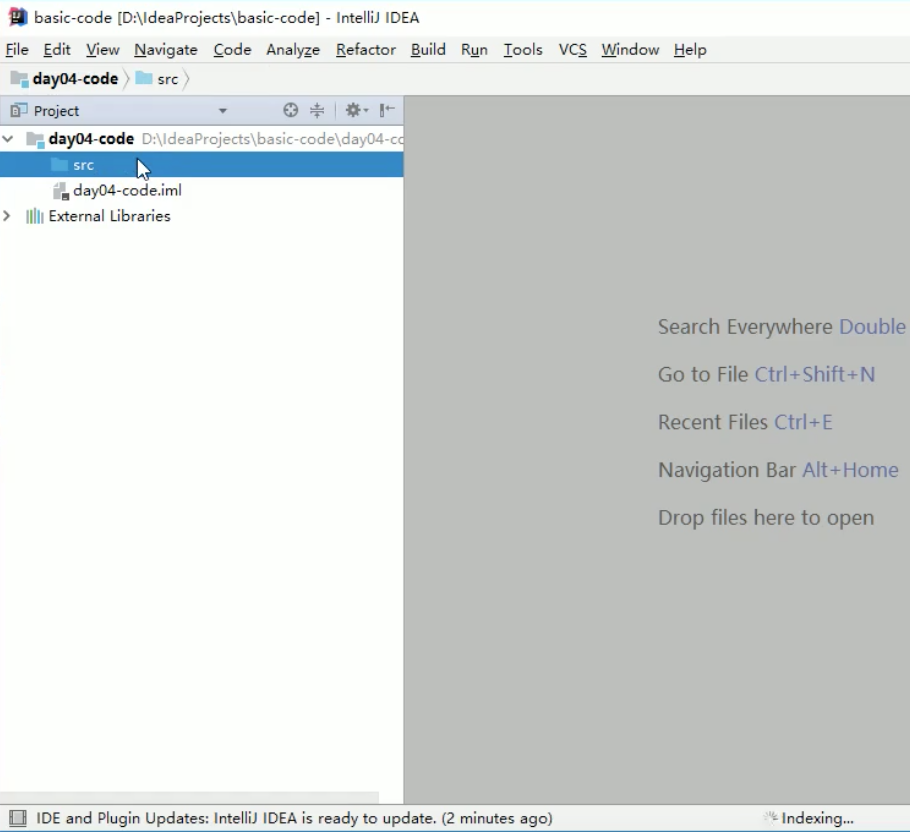 basic-code [D:\IdeaProjects\basic-code] - IntelliJ IDEA
File Edit View Navigate Code Analyze Refactor Build Run Tools VCS Window Help
day04-code src
Project
day04-code D:\IdeaProjects\basic-code\day04-cc
src
day04-code.iml
External Libraries
Search Everywhere Double
Go to File Ctrl+Shift+N
Recent Files Ctrl+E
Navigation Bar Alt+Home
Drop files here to open
IDE and Plugin Updates: IntelliJ IDEA is ready to update. (2 minutes ago) Indexing...